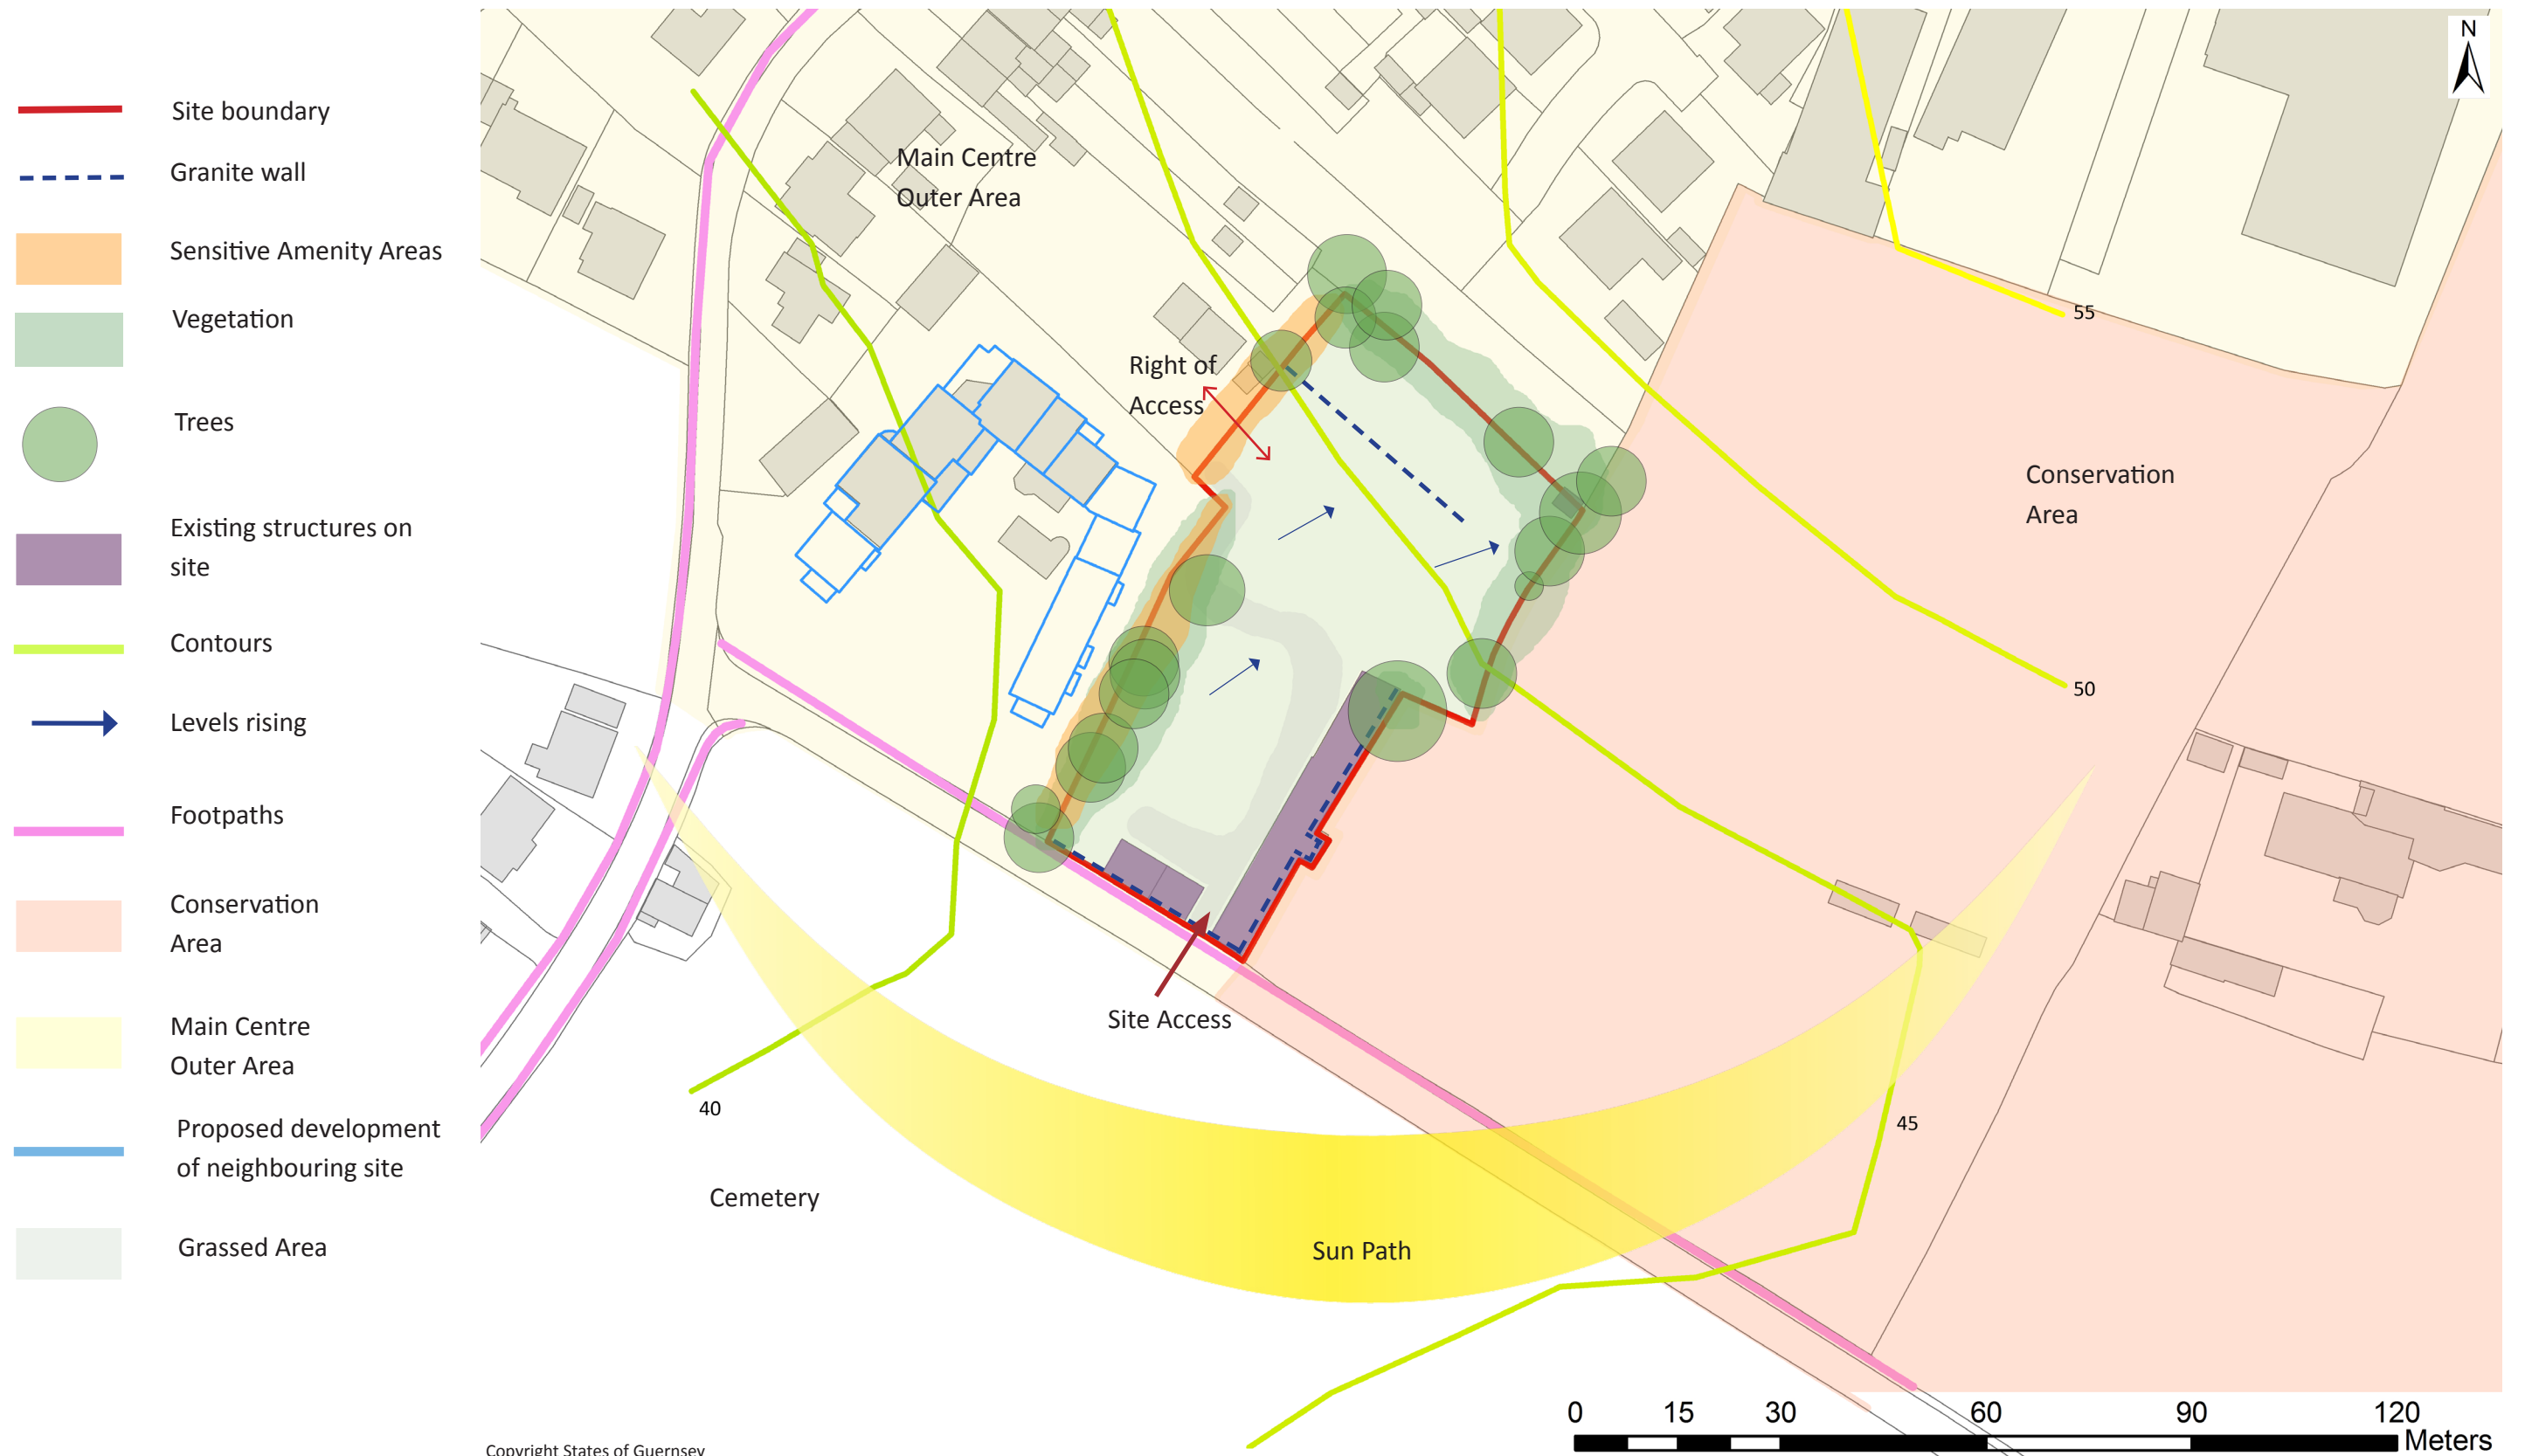 Site boundary
Granite wall
Sensitive Amenity Areas
Vegetation
Trees
Existing structures on
site
Contours
Levels rising
Footpaths
Conservation
Area
Main Centre
Outer Area
Proposed development
of neighbouring site
Grassed Area
N
Main Centre
Outer Area
55
Right of
Access
Conservation
Area
50
Site Access
40
45
Cemetery
Sun Path
0 15 30 60 90 120
Meters
Copyright States of Guernsey